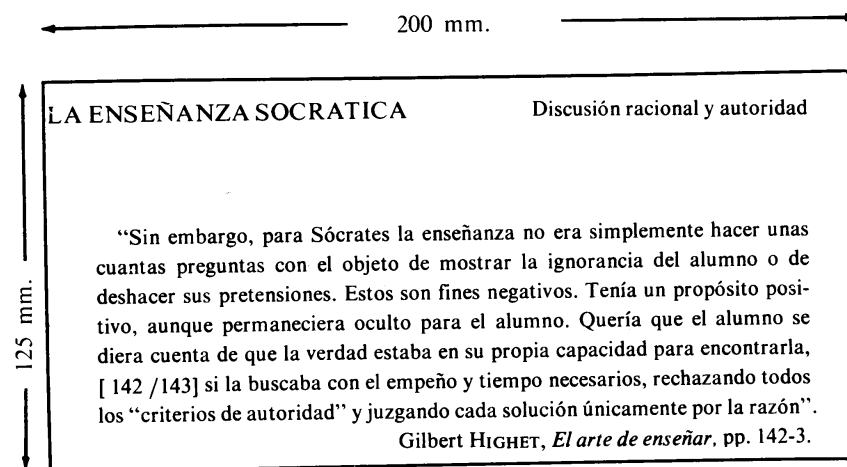 200 mm.
LA ENSEÑANZA SOCRATICA Discusión racional y autoridad
125 mm.
“Sin embargo, para Sócrates la enseñanza no era simplemente hacer unas
cuantas preguntas con el objeto de mostrar la ignorancia del alumno o de
deshacer sus pretensiones. Estos son fines negativos. Tenía un propósito posi-
tivo, aunque permaneciera oculto para el alumno. Quería que el alumno se
diera cuenta de que la verdad estaba en su propia capacidad para encontrarla,
[ 142 /143] si la buscaba con el empeño y tiempo necesarios, rechazando todos
los “criterios de autoridad” y juzgando cada solución únicamente por la razón”.
Gilbert HIGHET, El arte de enseñar, pp. 142-3.